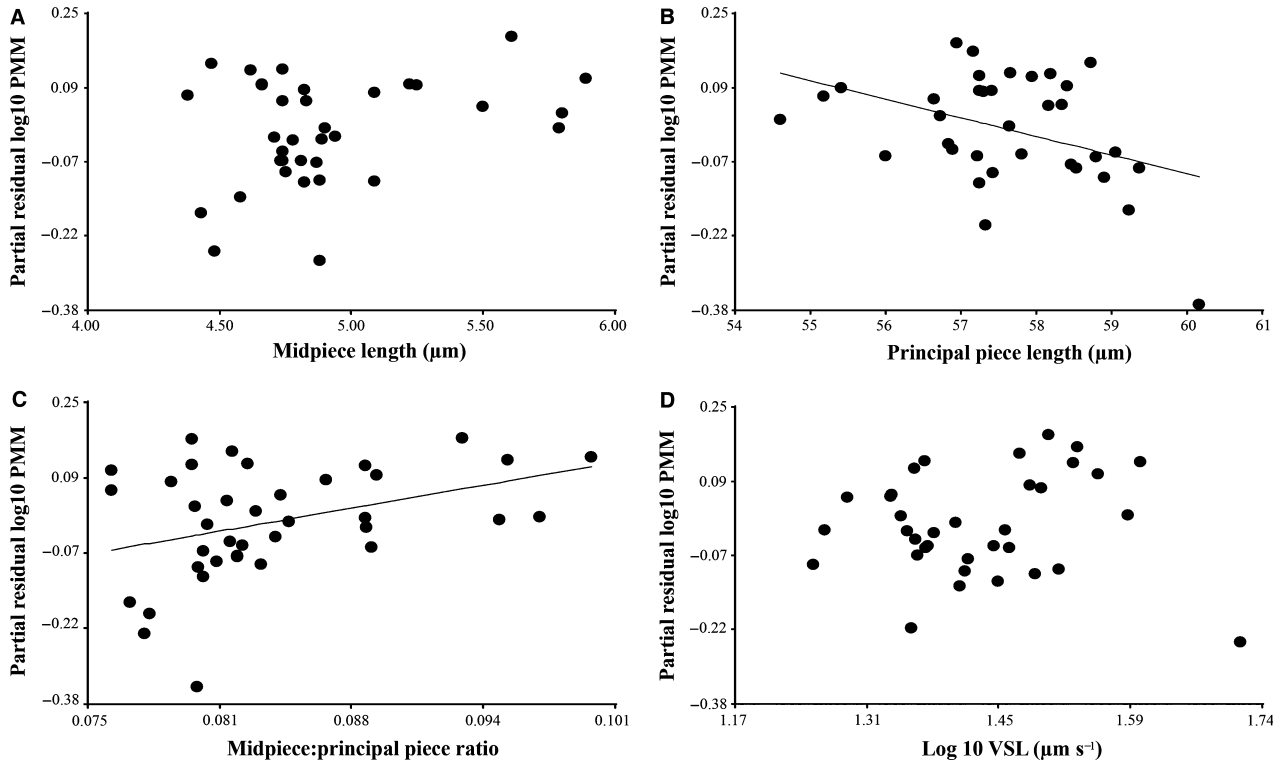 A
Partial residual log10 PMM
0.25
0.09
−0.07
−0.22
−0.38
4.00 4.50 5.00 5.50 6.00
Midpiece length (µm)
B
Partial residual log10 PMM
0.25
0.09
−0.07
−0.22
−0.38
54 55 56 57 58 59 60 61
Principal piece length (µm)
C
Partial residual log10 PMM
0.25
0.09
−0.07
−0.22
−0.38
0.075 0.081 0.088 0.094 0.101
Midpiece:principal piece ratio
D
Partial residual log10 PMM
0.25
0.09
−0.07
−0.22
−0.38
1.17 1.31 1.45 1.59 1.74
Log 10 VSL (µm s⁻¹)